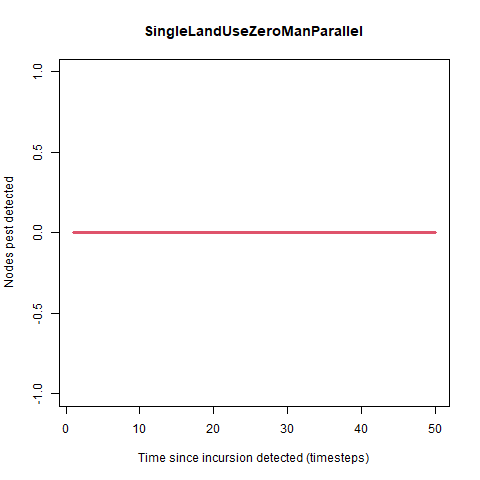 SingleLandUseZeroManParallel
Nodes pest detected
1.0
0.5
0.0
-0.5
-1.0
0 10 20 30 40 50
Time since incursion detected (timesteps)